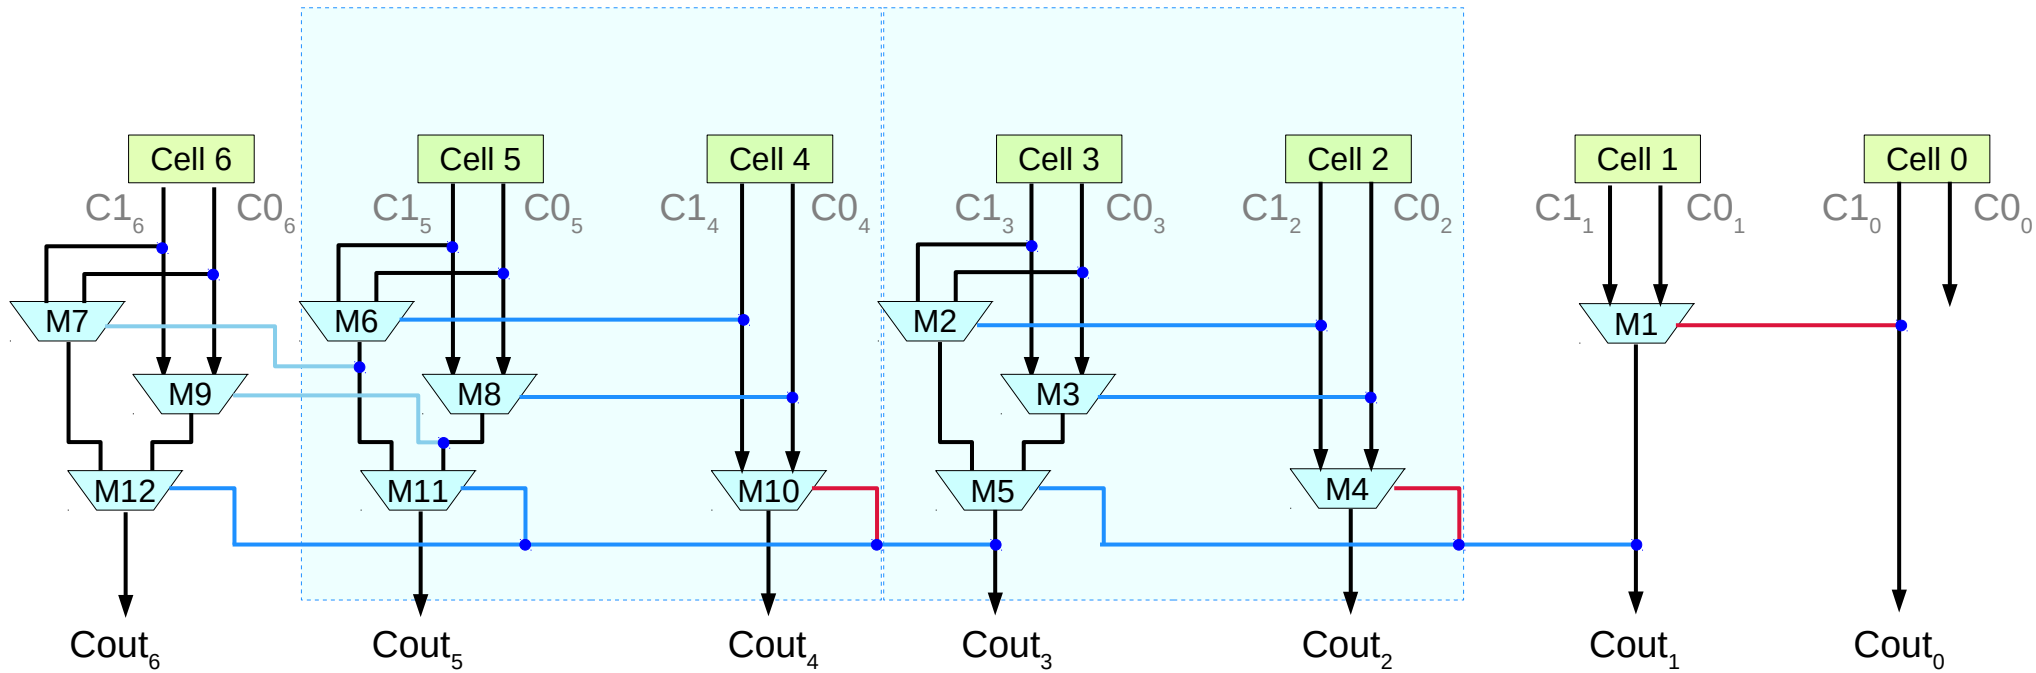 Cell 6 Cell 5 Cell 4 Cell 3 Cell 2 Cell 1 Cell 0
C1₆ C0₆ C1₅ C0₅ C1₄ C0₄ C1₃ C0₃ C1₂ C0₂ C1₁ C0₁ C1₀ C0₀
M7 M6 M2 M1
M9 M8 M3
M12 M11 M10 M5 M4
Cout₆ Cout₅ Cout₄ Cout₃ Cout₂ Cout₁ Cout₀